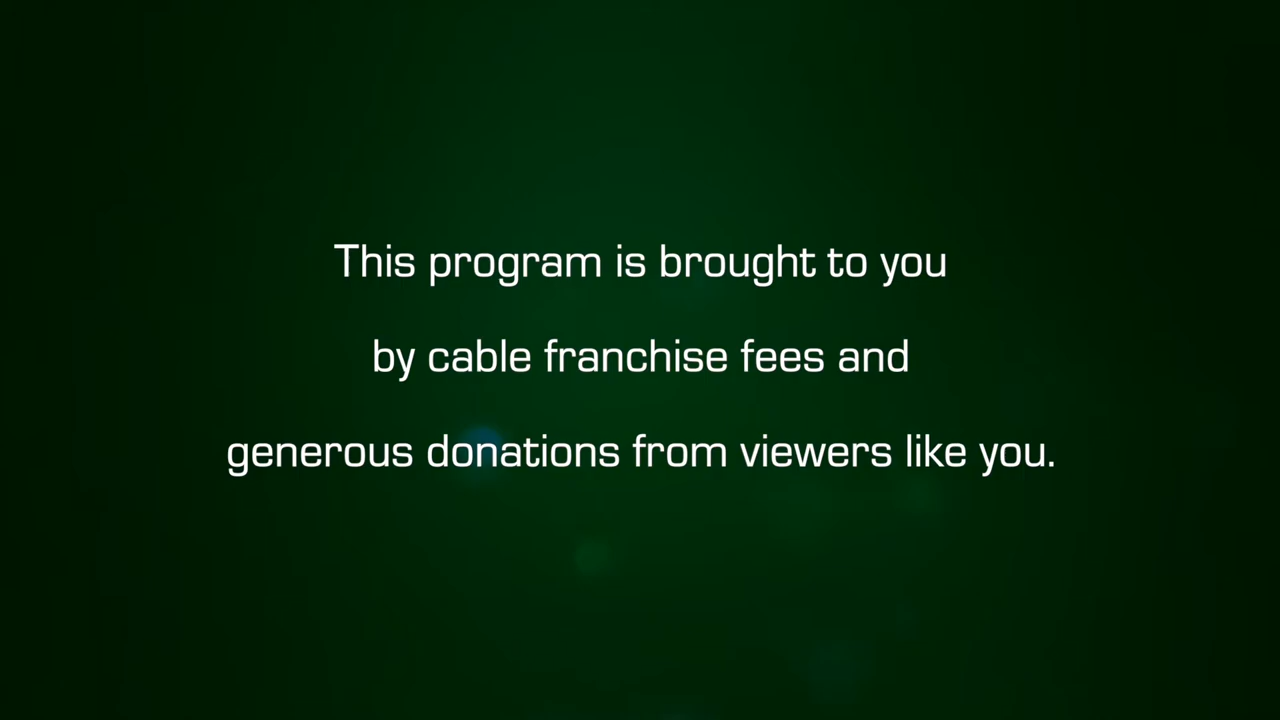 This program is brought to you
by cable franchise fees and
generous donations from viewers like you.